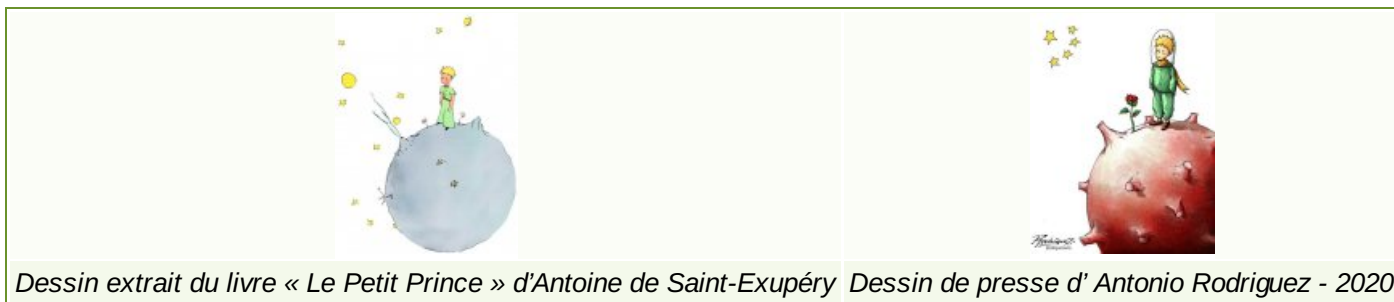 Dessin extrait du livre « Le Petit Prince » d’Antoine de Saint-Exupéry
Dessin de presse d’ Antonio Rodriguez - 2020